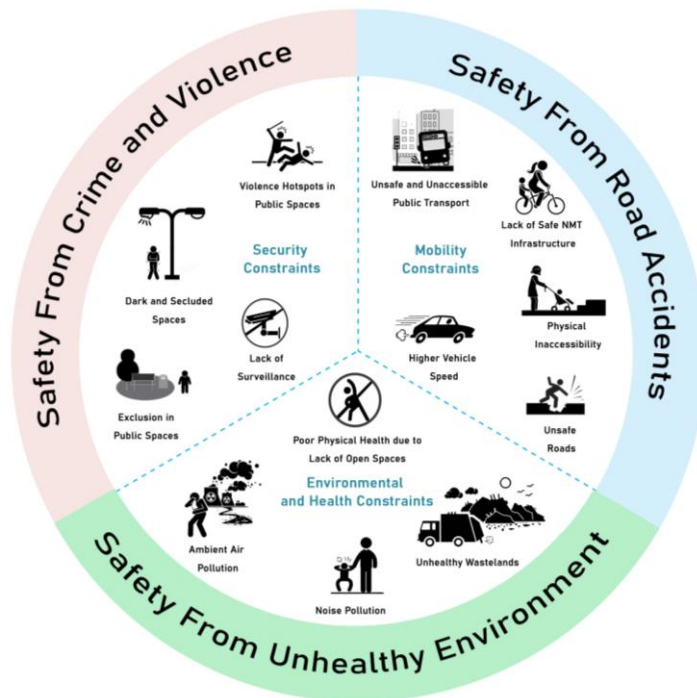 Safety From Crime and Violence
Safety From Road Accidents
Safety From Unhealthy Environment
Violence Hotspots in
Public Spaces
Security
Constraints
Dark and Secluded
Spaces
Lack of
Surveillance
Exclusion in
Public Spaces
Unsafe and Unaccessible
Public Transport
Lack of Safe NMT
Infrastructure
Mobility
Constraints
Physical
Inaccessibility
Higher Vehicle
Speed
Unsafe
Roads
Poor Physical Health due to
Lack of Open Spaces
Environmental
and Health Constraints
Ambient Air
Pollution
Noise Pollution
Unhealthy Wastelands